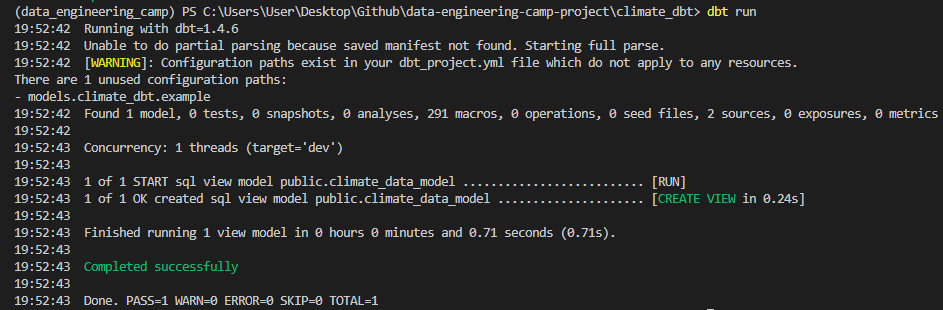 (data_engineering_camp) PS C:\Users\User\Desktop\Github\data-engineering-camp-project\climate_dbt> dbt run
19:52:42  Running with dbt=1.4.6
19:52:42  Unable to do partial parsing because saved manifest not found. Starting full parse.
19:52:42  [WARNING]: Configuration paths exist in your dbt_project.yml file which do not apply to any resources.
There are 1 unused configuration paths:
- models.climate_dbt.example
19:52:42  Found 1 model, 0 tests, 0 snapshots, 0 analyses, 291 macros, 0 operations, 0 seed files, 2 sources, 0 exposures, 0 metrics
19:52:42
19:52:43  Concurrency: 1 threads (target='dev')
19:52:43
19:52:43  1 of 1 START sql view model public.climate_data_model .......................... [RUN]
19:52:43  1 of 1 OK created sql view model public.climate_data_model ..................... [CREATE VIEW in 0.24s]
19:52:43
19:52:43  Finished running 1 view model in 0 hours 0 minutes and 0.71 seconds (0.71s).
19:52:43
19:52:43  Completed successfully
19:52:43
19:52:43  Done. PASS=1 WARN=0 ERROR=0 SKIP=0 TOTAL=1